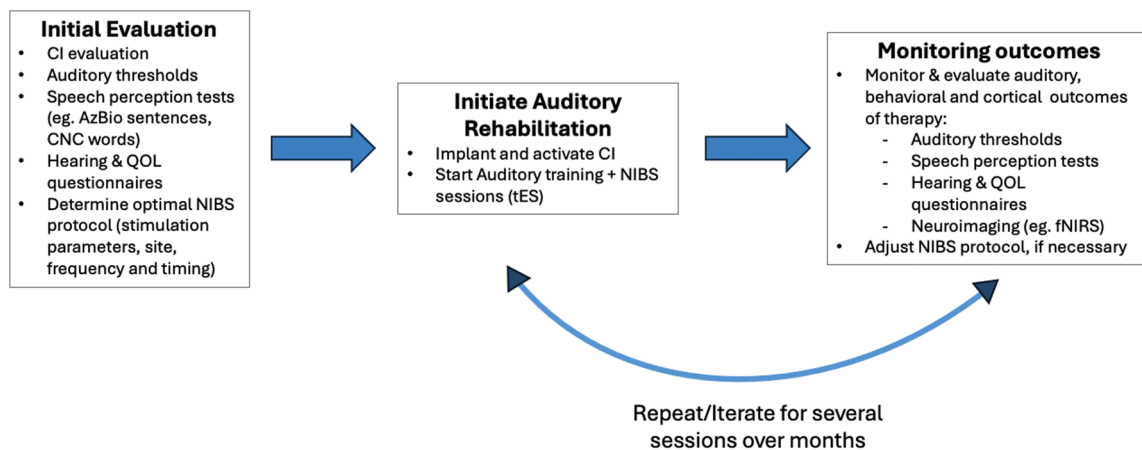 Initial Evaluation
• CI evaluation
• Auditory thresholds
• Speech perception tests
(eg. AzBio sentences,
CNC words)
• Hearing & QOL
questionnaires
• Determine optimal NIBS
protocol (stimulation
parameters, site,
frequency and timing)
Initiate Auditory
Rehabilitation
• Implant and activate CI
• Start Auditory training + NIBS
sessions (tES)
Monitoring outcomes
• Monitor & evaluate auditory,
behavioral and cortical outcomes
of therapy:
- Auditory thresholds
- Speech perception tests
- Hearing & QOL
questionnaires
- Neuroimaging (eg. fNIRS)
• Adjust NIBS protocol, if necessary
Repeat/Iterate for several
sessions over months